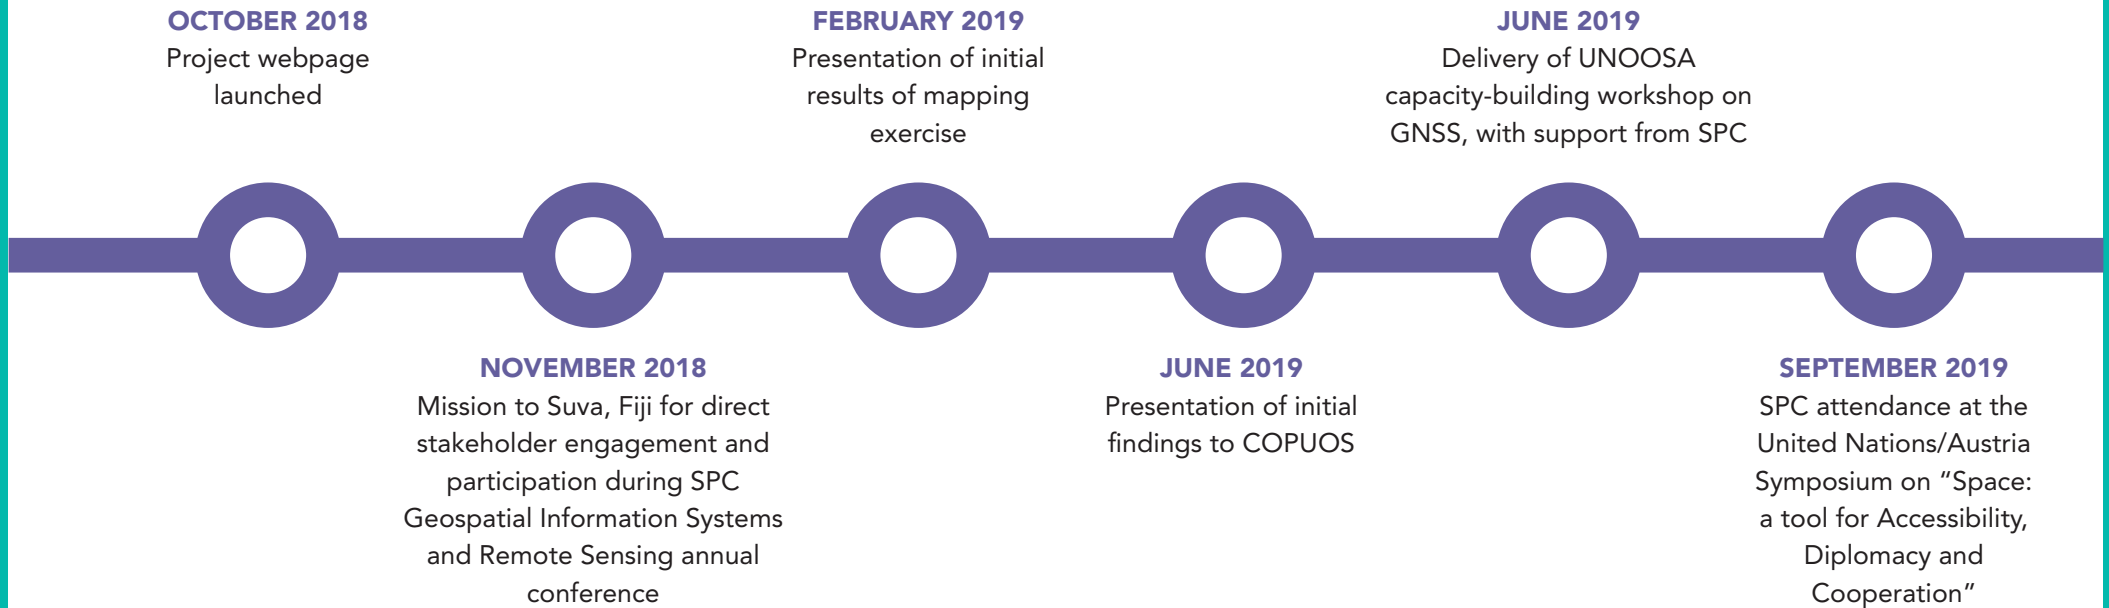 OCTOBER 2018
Project webpage
launched
NOVEMBER 2018
Mission to Suva, Fiji for direct
stakeholder engagement and
participation during SPC
Geospatial Information Systems
and Remote Sensing annual
conference
FEBRUARY 2019
Presentation of initial
results of mapping
exercise
JUNE 2019
Presentation of initial
findings to COPUOS
JUNE 2019
Delivery of UNOOSA
capacity-building workshop on
GNSS, with support from SPC
SEPTEMBER 2019
SPC attendance at the
United Nations/Austria
Symposium on “Space:
a tool for Accessibility,
Diplomacy and
Cooperation”